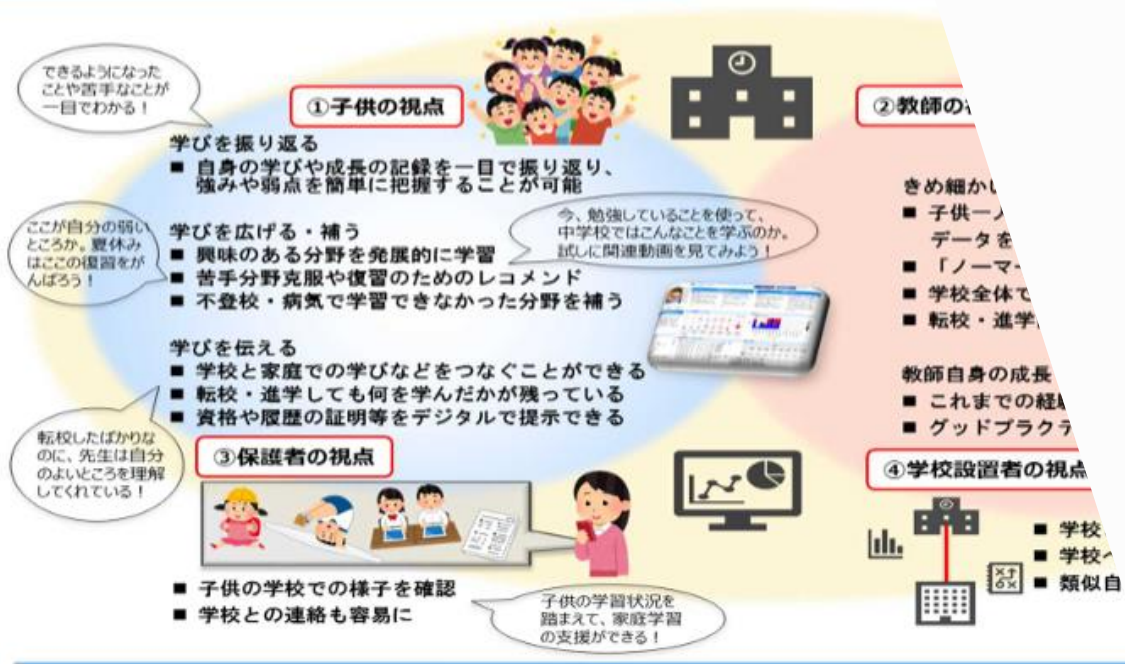 できるようになった
ことや苦手なことが
一目でわかる！
①子供の視点
学びを振り返る
■ 自身の学びや成長の記録を一目で振り返り、
強みや弱点を簡単に把握することが可能
ここが自分の弱い
ところか。夏休み
はここの復習をが
んばろう！
今、勉強していることを使って、
中学校ではこんなことを学ぶのか。
試しに関連動画を見てみよう！
学びを広げる・補う
■ 興味のある分野を発展的に学習
■ 苦手分野克服や復習のためのレコメンド
■ 不登校・病気で学習できなかった分野を補う
学びを伝える
■ 学校と家庭での学びなどをつなぐことができる
■ 転校・進学しても何を学んだかが残っている
■ 資格や履歴の証明等をデジタルで提示できる
転校したばかりな
のに、先生は自分
のよいところを理解
してくれている！
②教師の
きめ細かい
■ 子供一人
データを
■ 「ノーマ
■ 学校全体で
■ 転校・進学
教師自身の成長
■ これまでの経験
■ グッドプラクテ
③保護者の視点
■ 子供の学校での様子を確認
■ 学校との連絡も容易に
子供の学習状況を
踏まえて、家庭学習
の支援ができる！
④学校設置者の視点
■ 学校
■ 学校へ
■ 類似自